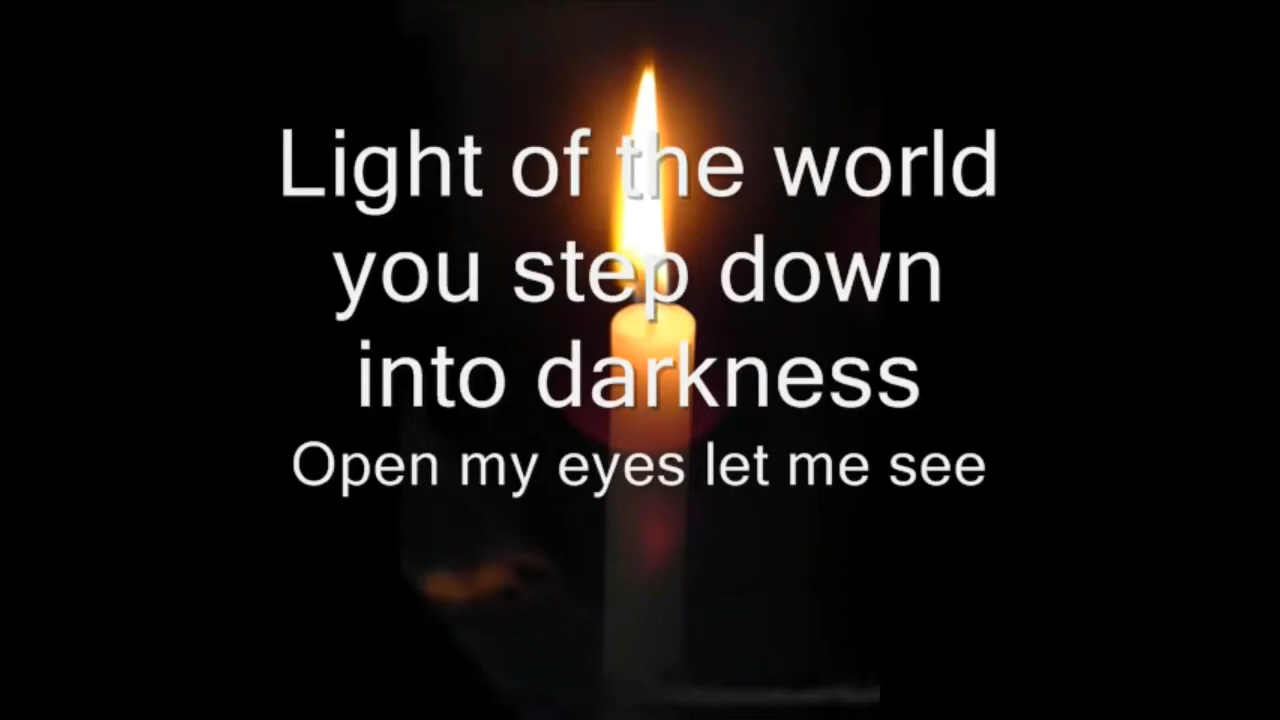 Light of the world
you step down
into darkness
Open my eyes let me see